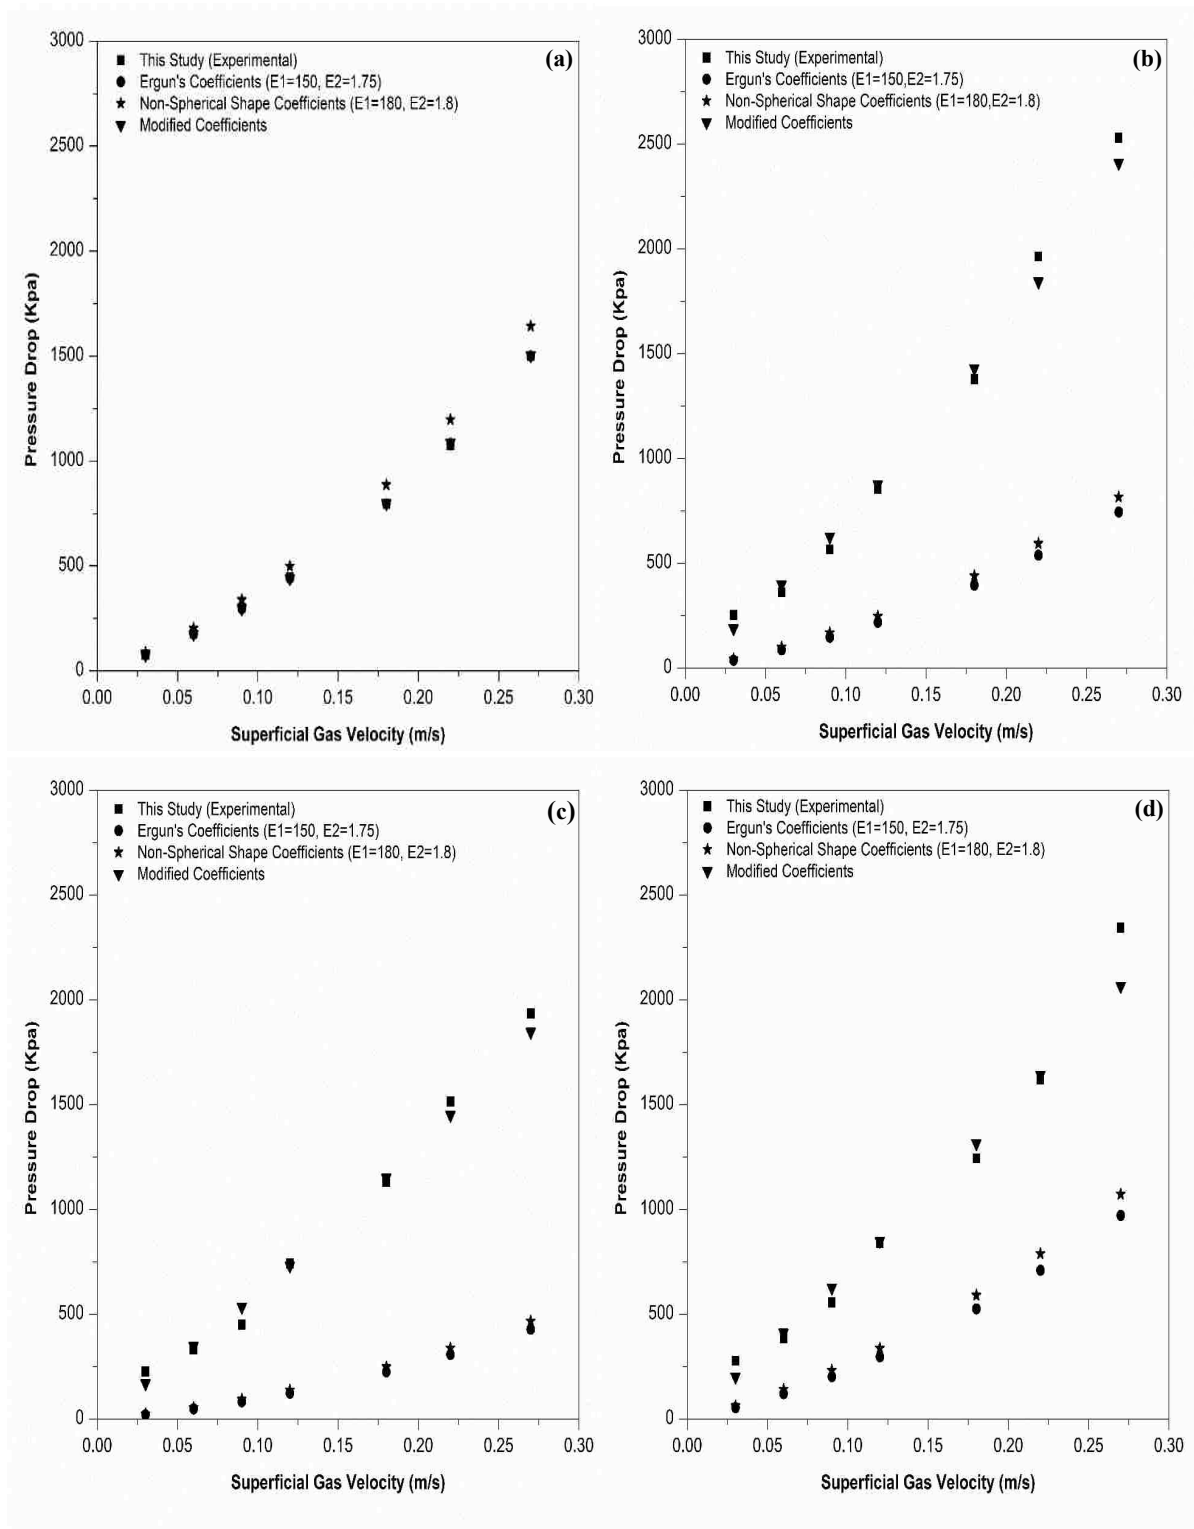 (a)
This Study (Experimental)
Ergun's Coefficients (E1=150, E2=1.75)
Non-Spherical Shape Coefficients (E1=180, E2=1.8)
Modified Coefficients
3000
2500
2000
1500
1000
500
0
Pressure Drop (Kpa)
0.00 0.05 0.10 0.15 0.20 0.25 0.30
Superficial Gas Velocity (m/s)
(b)
This Study (Experimental)
Ergun's Coefficients (E1=150,E2=1.75)
Non-Spherical Shape Coefficients (E1=180,E2=1.8)
Modified Coefficients
3000
2500
2000
1500
1000
500
0
Pressure Drop (Kpa)
0.00 0.05 0.10 0.15 0.20 0.25 0.30
Superficial Gas Velocity (m/s)
(c)
This Study (Experimental)
Ergun's Coefficients (E1=150, E2=1.75)
Non-Spherical Shape Coefficients (E1=180, E2=1.8)
Modified Coefficients
3000
2500
2000
1500
1000
500
0
Pressure Drop (Kpa)
0.00 0.05 0.10 0.15 0.20 0.25 0.30
Superficial Gas Velocity (m/s)
(d)
This Study (Experimental)
Ergun's Coefficients (E1=150, E2=1.75)
Non-Spherical Shape Coefficients (E1=180, E2=1.8)
Modified Coefficients
3000
2500
2000
1500
1000
500
0
Pressure Drop (Kpa)
0.00 0.05 0.10 0.15 0.20 0.25 0.30
Superficial Gas Velocity (m/s)